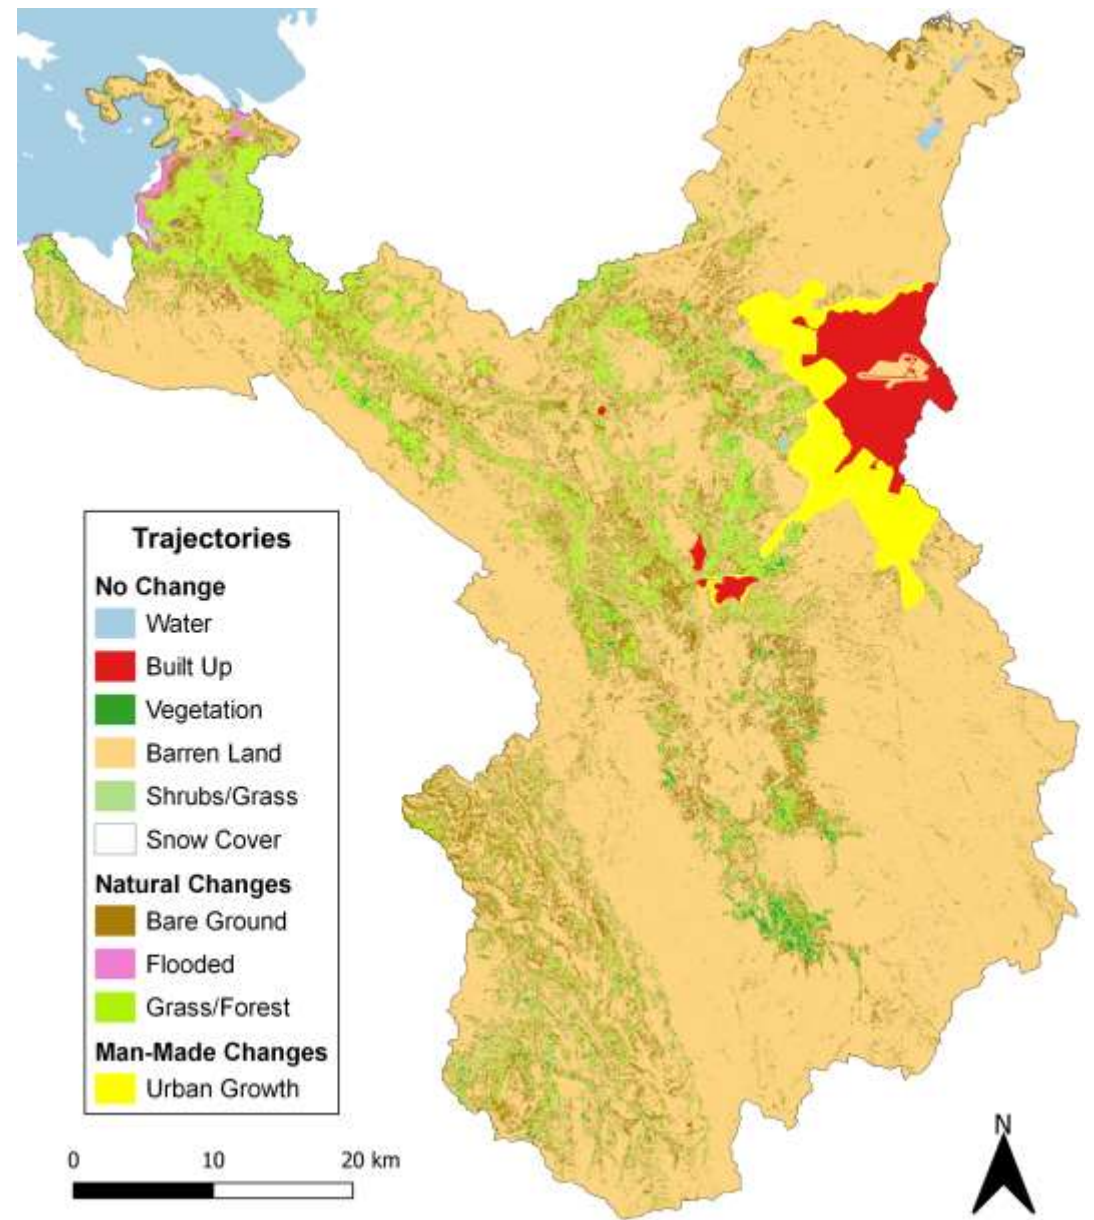 Trajectories
No Change
Water
Built Up
Vegetation
Barren Land
Shrubs/Grass
Snow Cover
Natural Changes
Bare Ground
Flooded
Grass/Forest
Man-Made Changes
Urban Growth
0 10 20 km
N